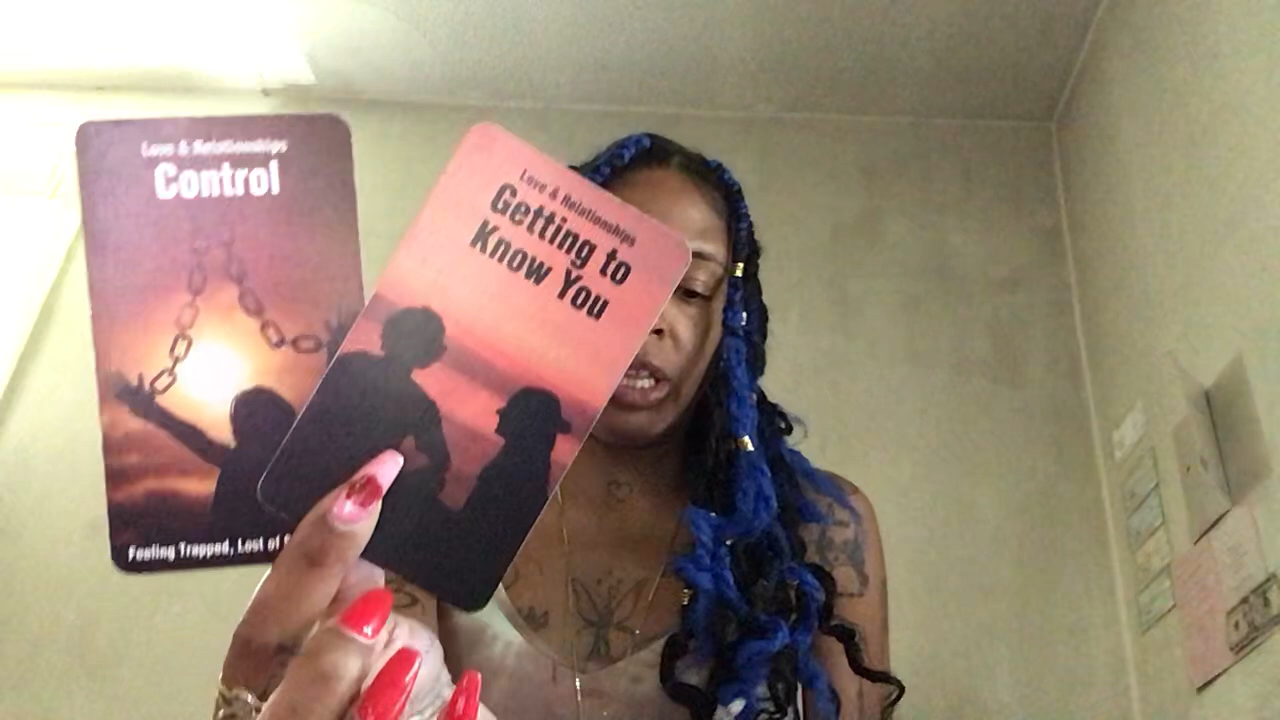 Love & Relationships
Control
Feeling Trapped, Lost of
Love & Relationships
Getting to
Know You